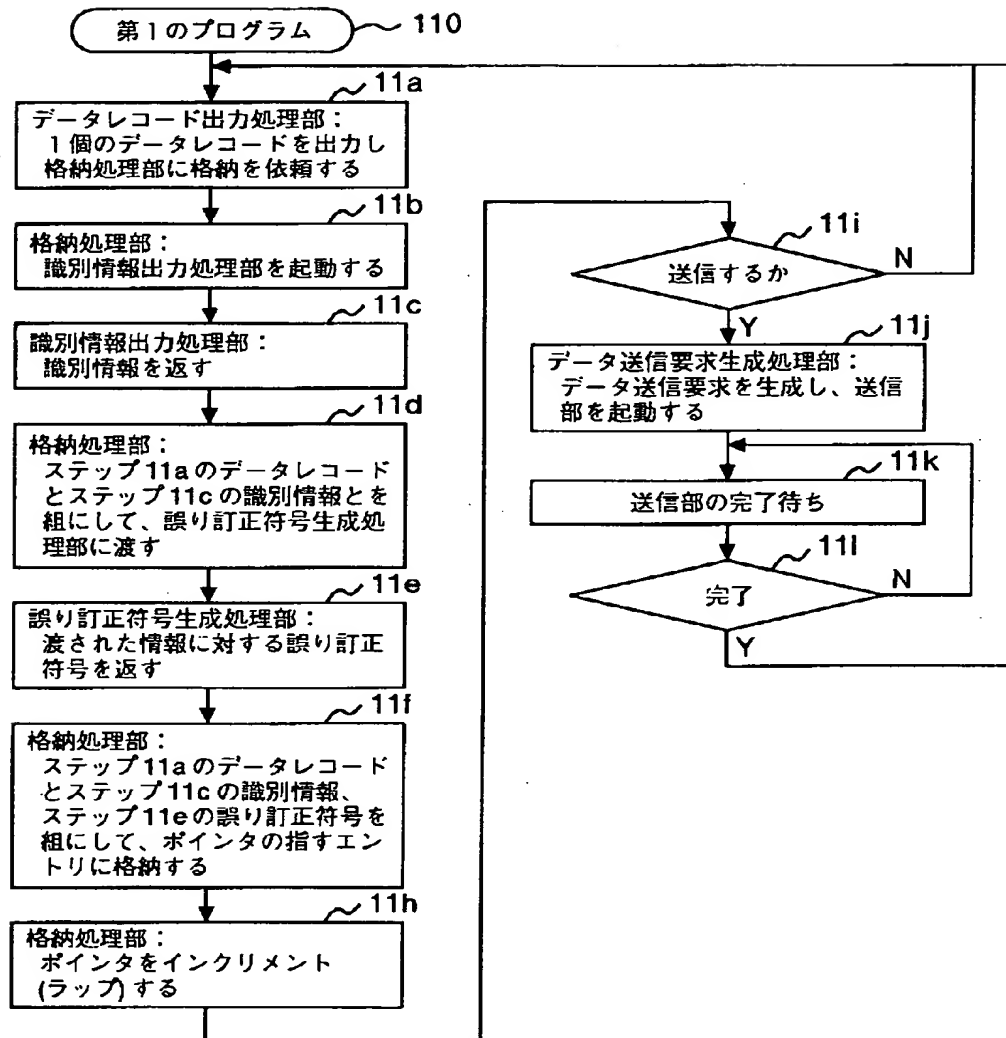 第1のプログラム
110
11a
データレコード出力処理部：
1個のデータレコードを出力し
格納処理部に格納を依頼する
11b
格納処理部：
識別情報出力処理部を起動する
11c
識別情報出力処理部：
識別情報を返す
11d
格納処理部：
ステップ11aのデータレコード
とステップ11cの識別情報とを
組にして、誤り訂正符号生成処
理部に渡す
11e
誤り訂正符号生成処理部：
渡された情報に対する誤り訂正
符号を返す
11f
格納処理部：
ステップ11aのデータレコード
とステップ11cの識別情報、
ステップ11eの誤り訂正符号を
組にして、ポインタの指すエン
トリに格納する
11h
格納処理部：
ポインタをインクリメント
(ラップ)する
11i
送信するか
N
Y
11j
データ送信要求生成処理部：
データ送信要求を生成し、送信
部を起動する
11k
送信部の完了待ち
11l
完了
N
Y